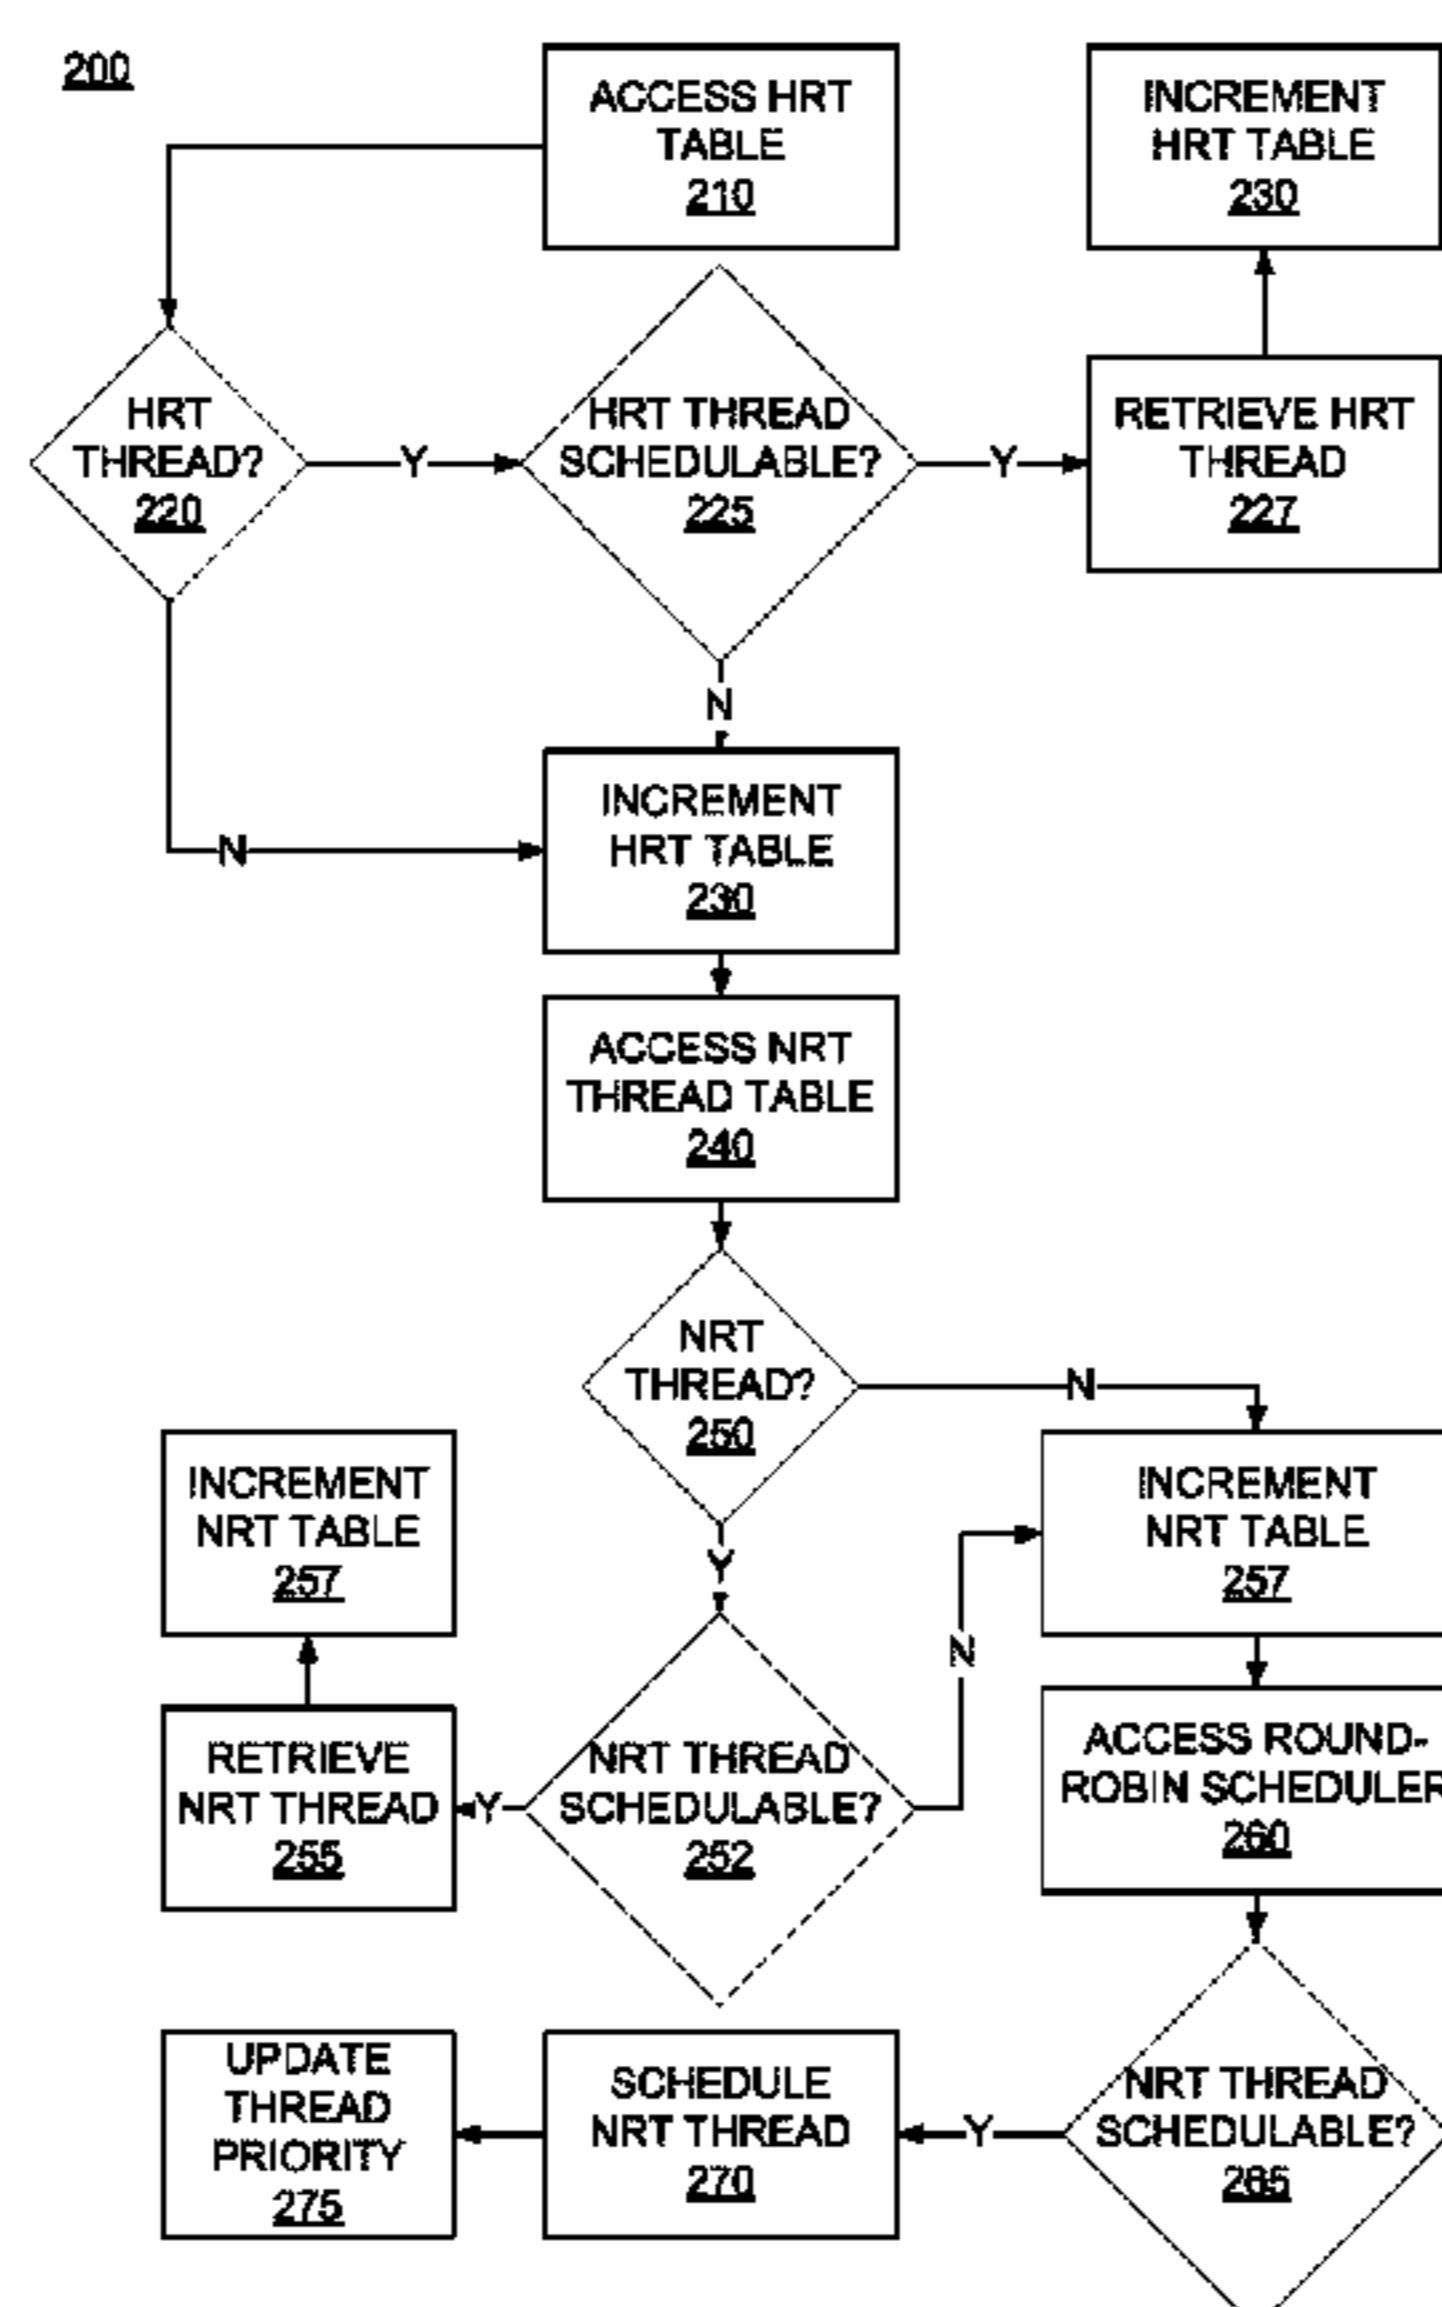 200
ACCESS HRT
TABLE
210
INCREMENT
HRT TABLE
230
HRT
THREAD?
220
Y
HRT THREAD
SCHEDULABLE?
225
Y
RETRIEVE HRT
THREAD
227
N
N
INCREMENT
HRT TABLE
230
ACCESS NRT
THREAD TABLE
240
NRT
THREAD?
250
N
Y
INCREMENT
NRT TABLE
257
INCREMENT
NRT TABLE
257
N
RETRIEVE
NRT THREAD
255
Y
NRT THREAD
SCHEDULABLE?
252
ACCESS ROUND-
ROBIN SCHEDULER
260
UPDATE
THREAD
PRIORITY
275
SCHEDULE
NRT THREAD
270
Y
NRT THREAD
SCHEDULABLE?
265